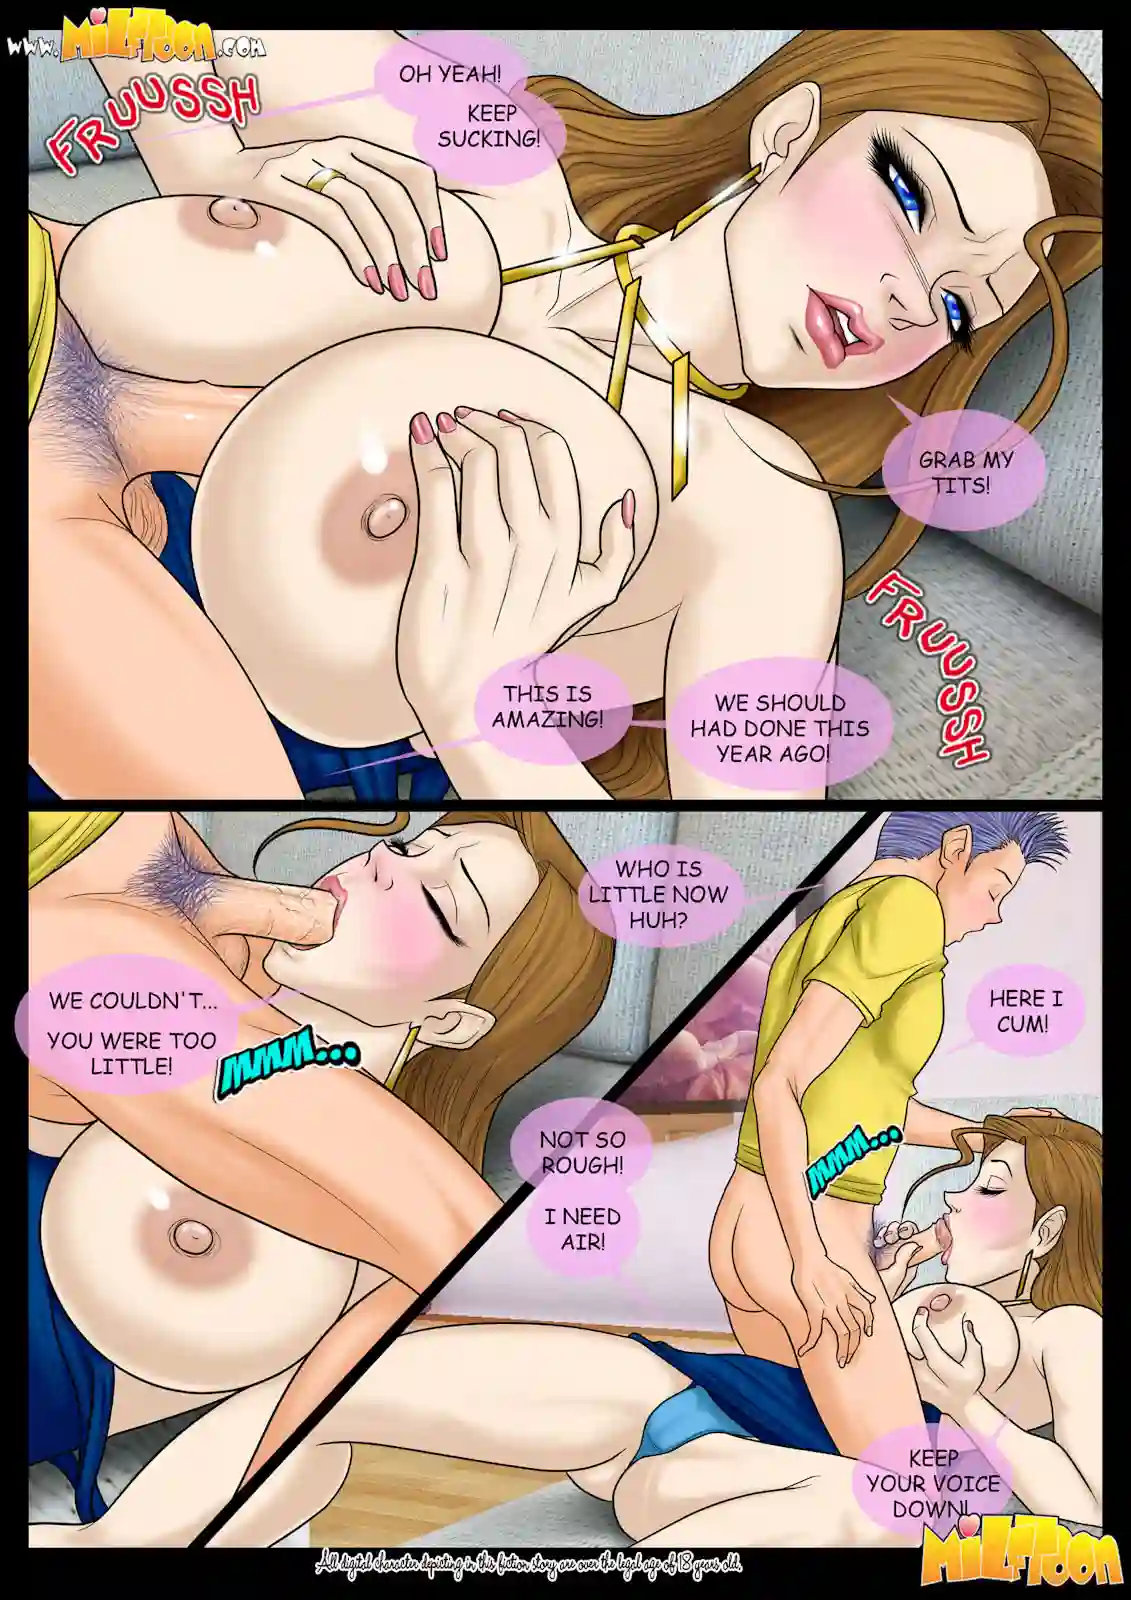 www.MILFTOON.com
FRUUSSH
OH YEAH!
KEEP
SUCKING!
GRAB MY
TITS!
FRUUSSH
THIS IS
AMAZING!
WE SHOULD
HAD DONE THIS
YEAR AGO!
WE COULDN'T...
YOU WERE TOO
LITTLE!
MMM...
WHO IS
LITTLE NOW
HUH?
HERE I
CUM!
NOT SO
ROUGH!
I NEED
AIR!
MMM...
KEEP
YOUR VOICE
DOWN!
MILFTOON
All digital character depicting in this fiction story are over the legal age of 18 years old.